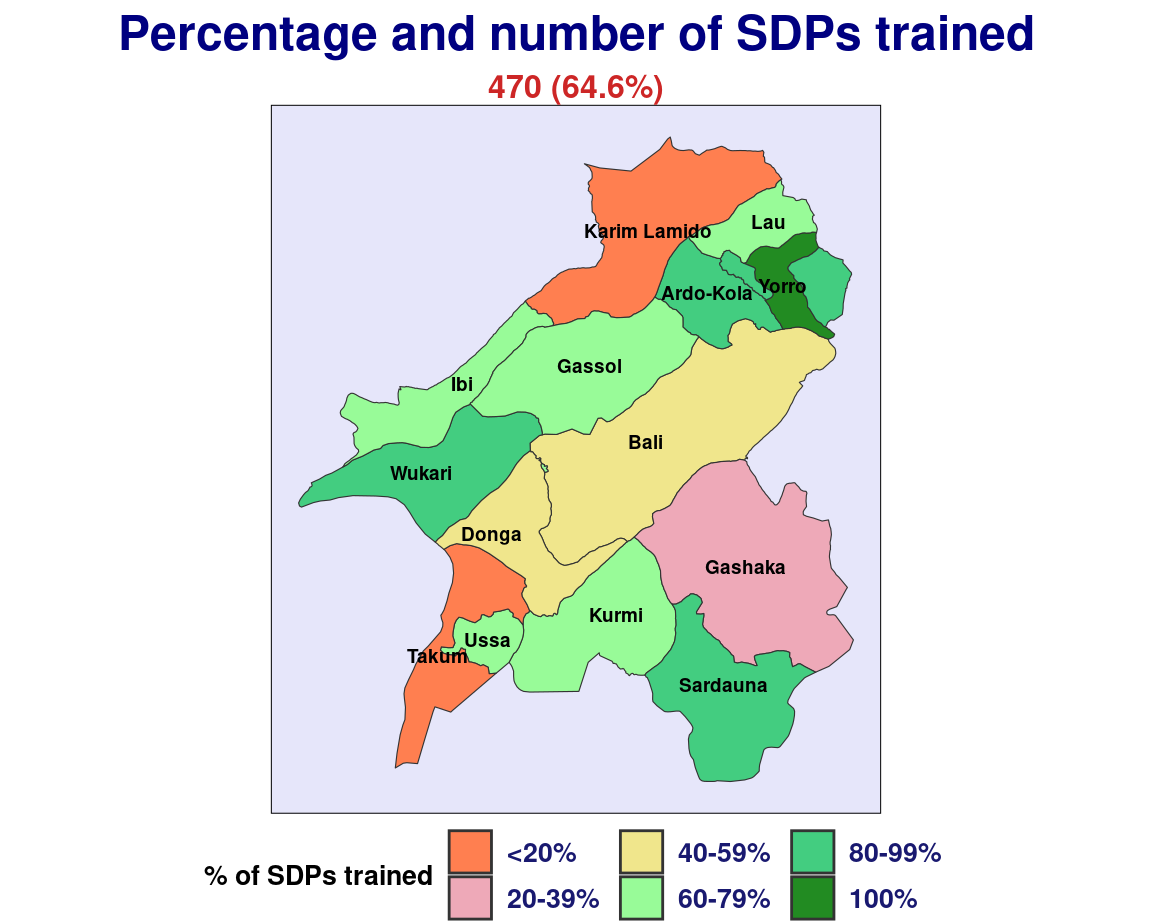 Percentage and number of SDPs trained
470 (64.6%)
Karim Lamido
Lau
Ardo-Kola
Yorro
Gassol
Ibi
Bali
Wukari
Donga
Gashaka
Kurmi
Ussa
Takum
Sardauna
% of SDPs trained
<20%
40-59%
80-99%
20-39%
60-79%
100%